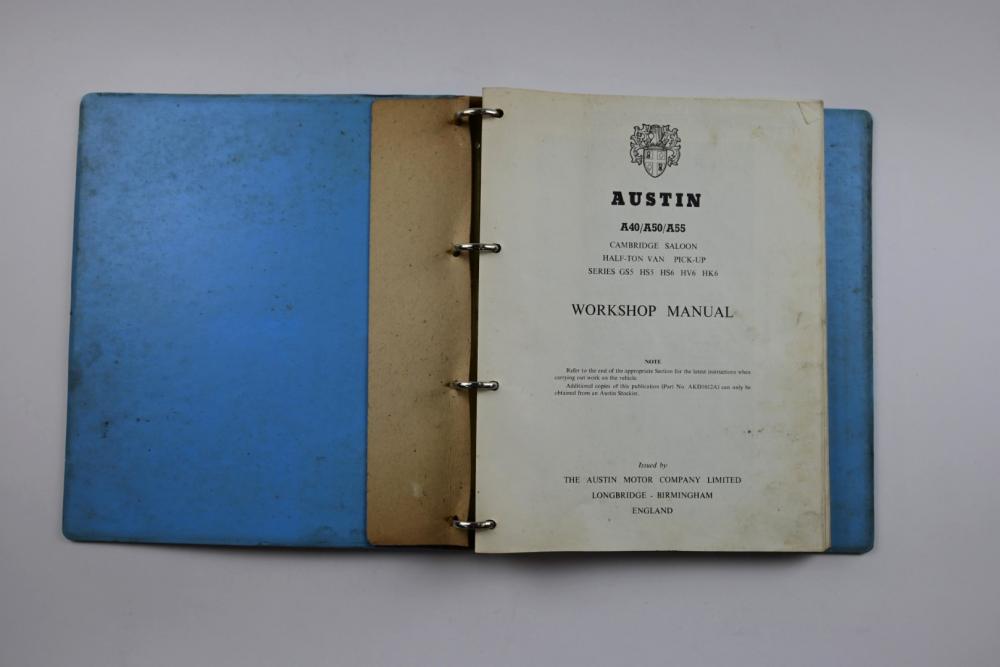 AUSTIN
A40/A50/A55
CAMBRIDGE SALOON
HALF-TON VAN PICK-UP
SERIES GS5 HS5 HS6 HV6 HK6
WORKSHOP MANUAL
NOTE
Refer to the end of the appropriate Section for the latest instructions when
carrying out work on the vehicle.
Additional copies of this publication (Part No. AKD1612A) can only be
obtained from an Austin Stockist.
Issued by
THE AUSTIN MOTOR COMPANY LIMITED
LONGBRIDGE - BIRMINGHAM
ENGLAND